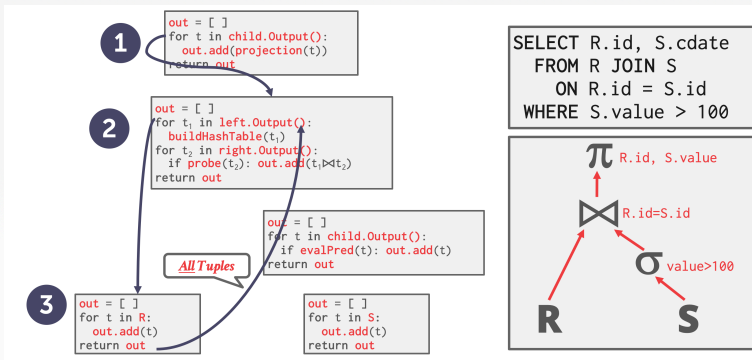 1
out = [ ]
for t in child.Output():
out.add(projection(t))
return out
2
out = [ ]
for t₁ in left.Output():
buildHashTable(t₁)
for t₂ in right.Output():
if probe(t₂): out.add(t₁⨝t₂)
return out
out = [ ]
for t in child.Output():
if evalPred(t): out.add(t)
return out
All Tuples
3
out = [ ]
for t in R:
out.add(t)
return out
out = [ ]
for t in S:
out.add(t)
return out
SELECT R.id, S.cdate
FROM R JOIN S
ON R.id = S.id
WHERE S.value > 100
π R.id, S.value
⨝ R.id=S.id
σ value>100
R S